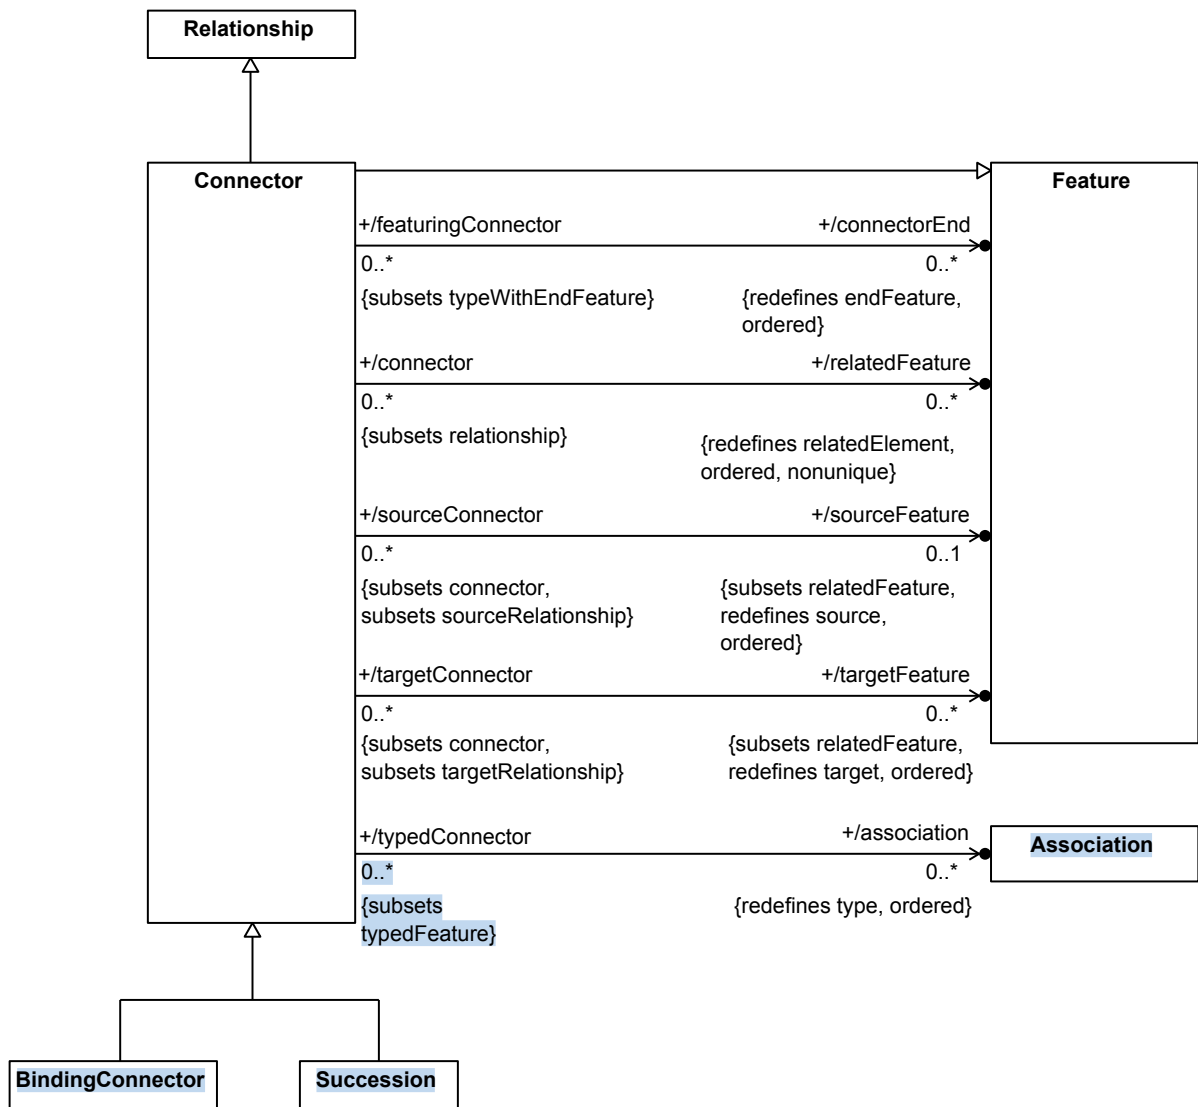 Relationship
Connector
Feature
+/featuringConnector
+/connectorEnd
0..*
0..*
{subsets typeWithEndFeature}
{redefines endFeature,
ordered}
+/connector
+/relatedFeature
0..*
0..*
{subsets relationship}
{redefines relatedElement,
ordered, nonunique}
+/sourceConnector
+/sourceFeature
0..*
0..1
{subsets connector,
subsets sourceRelationship}
{subsets relatedFeature,
redefines source,
ordered}
+/targetConnector
+/targetFeature
0..*
0..*
{subsets connector,
subsets targetRelationship}
{subsets relatedFeature,
redefines target, ordered}
+/typedConnector
+/association
Association
0..*
0..*
{subsets
typedFeature}
{redefines type, ordered}
BindingConnector
Succession